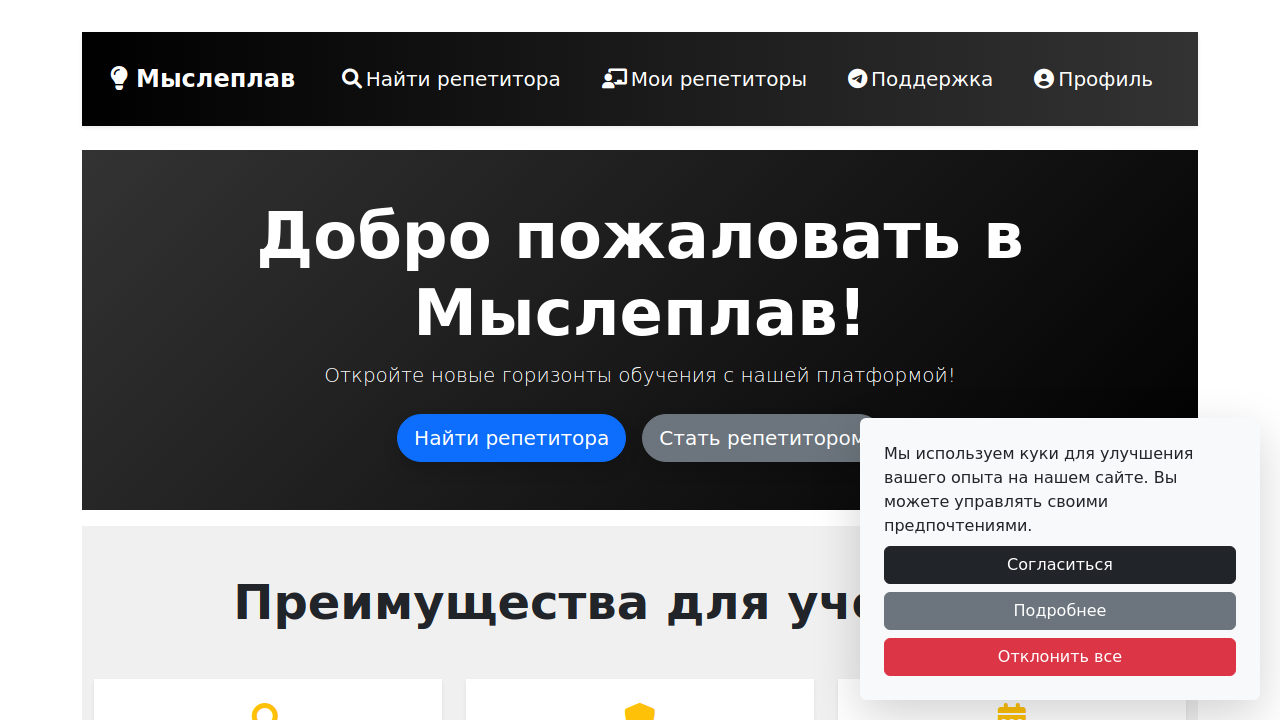 Мыслеплав
Найти репетитора
Мои репетиторы
Поддержка
Профиль
Добро пожаловать в
Мыслеплав!
Откройте новые горизонты обучения с нашей платформой!
Найти репетитора
Стать репетитором
Преимущества для
Мы используем куки для улучшения
вашего опыта на нашем сайте. Вы
можете управлять своими
предпочтениями.
Согласиться
Подробнее
Отклонить все